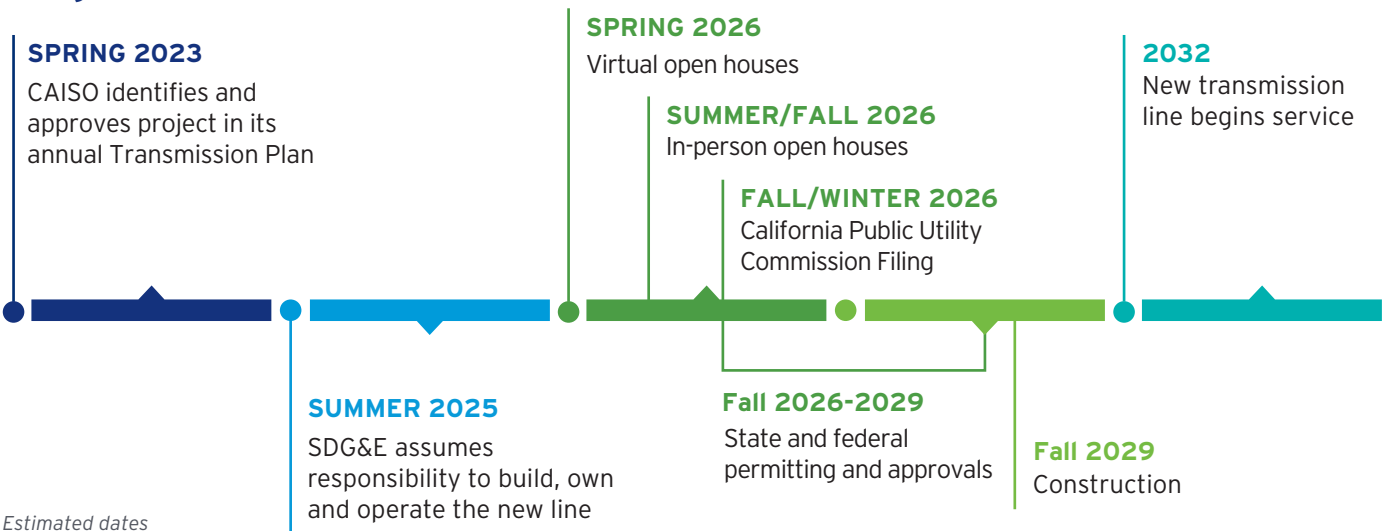 SPRING 2023
CAISO identifies and
approves project in its
annual Transmission Plan
SUMMER 2025
SDG&E assumes
responsibility to build, own
and operate the new line
SPRING 2026
Virtual open houses
SUMMER/FALL 2026
In-person open houses
FALL/WINTER 2026
California Public Utility
Commission Filing
Fall 2026-2029
State and federal
permitting and approvals
Fall 2029
Construction
2032
New transmission
line begins service
Estimated dates